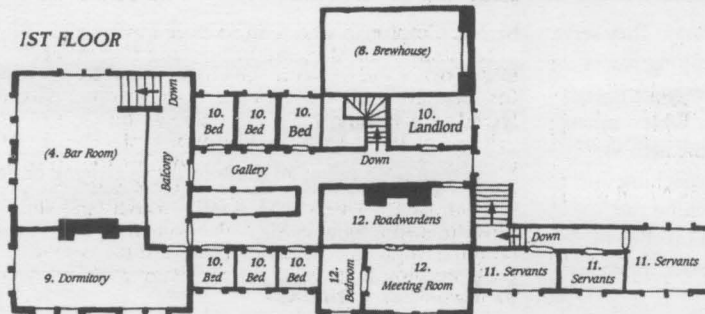 1ST FLOOR
(8. Brewhouse)
Down
10.
Bed
10.
Bed
10.
Bed
10.
Landlord
(4. Bar Room)
Balcony
Gallery
Down
12. Roadwardens
9. Dormitory
10.
Bed
10.
Bed
10.
Bed
12.
Bedroom
12.
Meeting Room
Down
11. Servants
11.
Servants
11. Servants